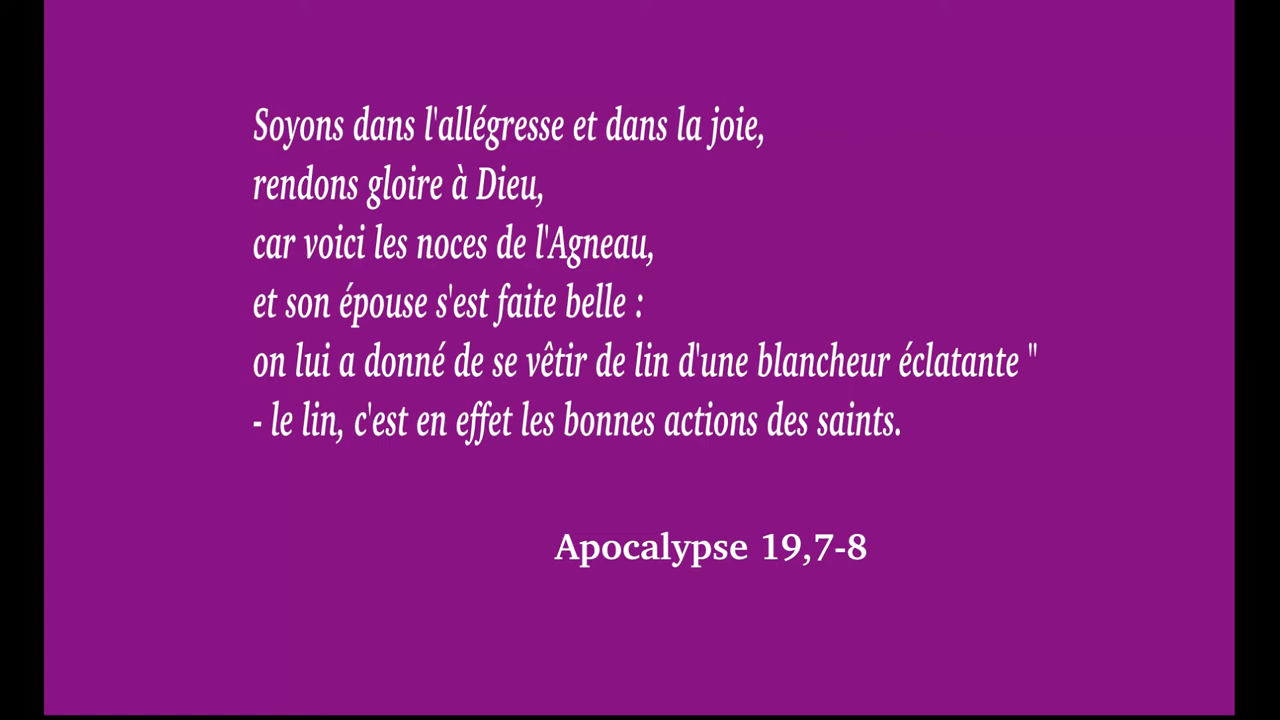 Soyons dans l'allégresse et dans la joie,
rendons gloire à Dieu,
car voici les noces de l'Agneau,
et son épouse s'est faite belle :
on lui a donné de se vêtir de lin d'une blancheur éclatante "
- le lin, c'est en effet les bonnes actions des saints.
Apocalypse 19,7-8